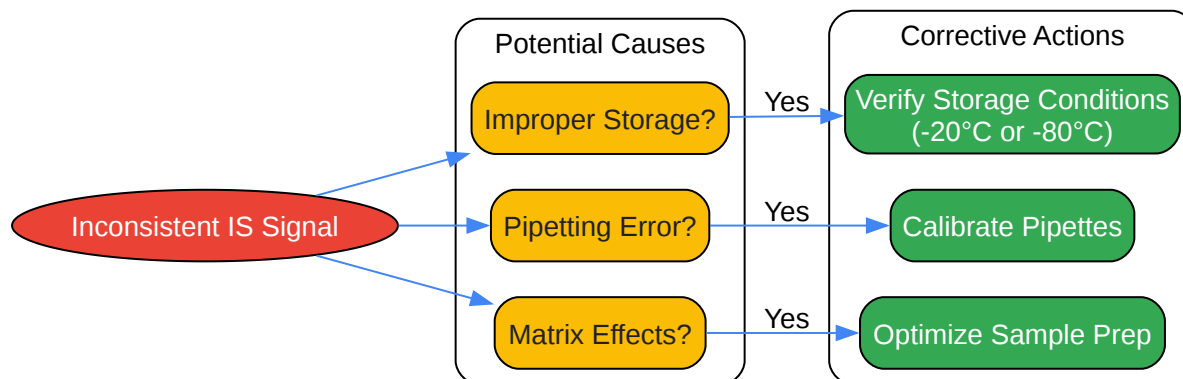 Potential Causes
Corrective Actions
Improper Storage?
Yes
Verify Storage Conditions
(-20°C or -80°C)
Inconsistent IS Signal
Pipetting Error?
Yes
Calibrate Pipettes
Matrix Effects?
Yes
Optimize Sample Prep